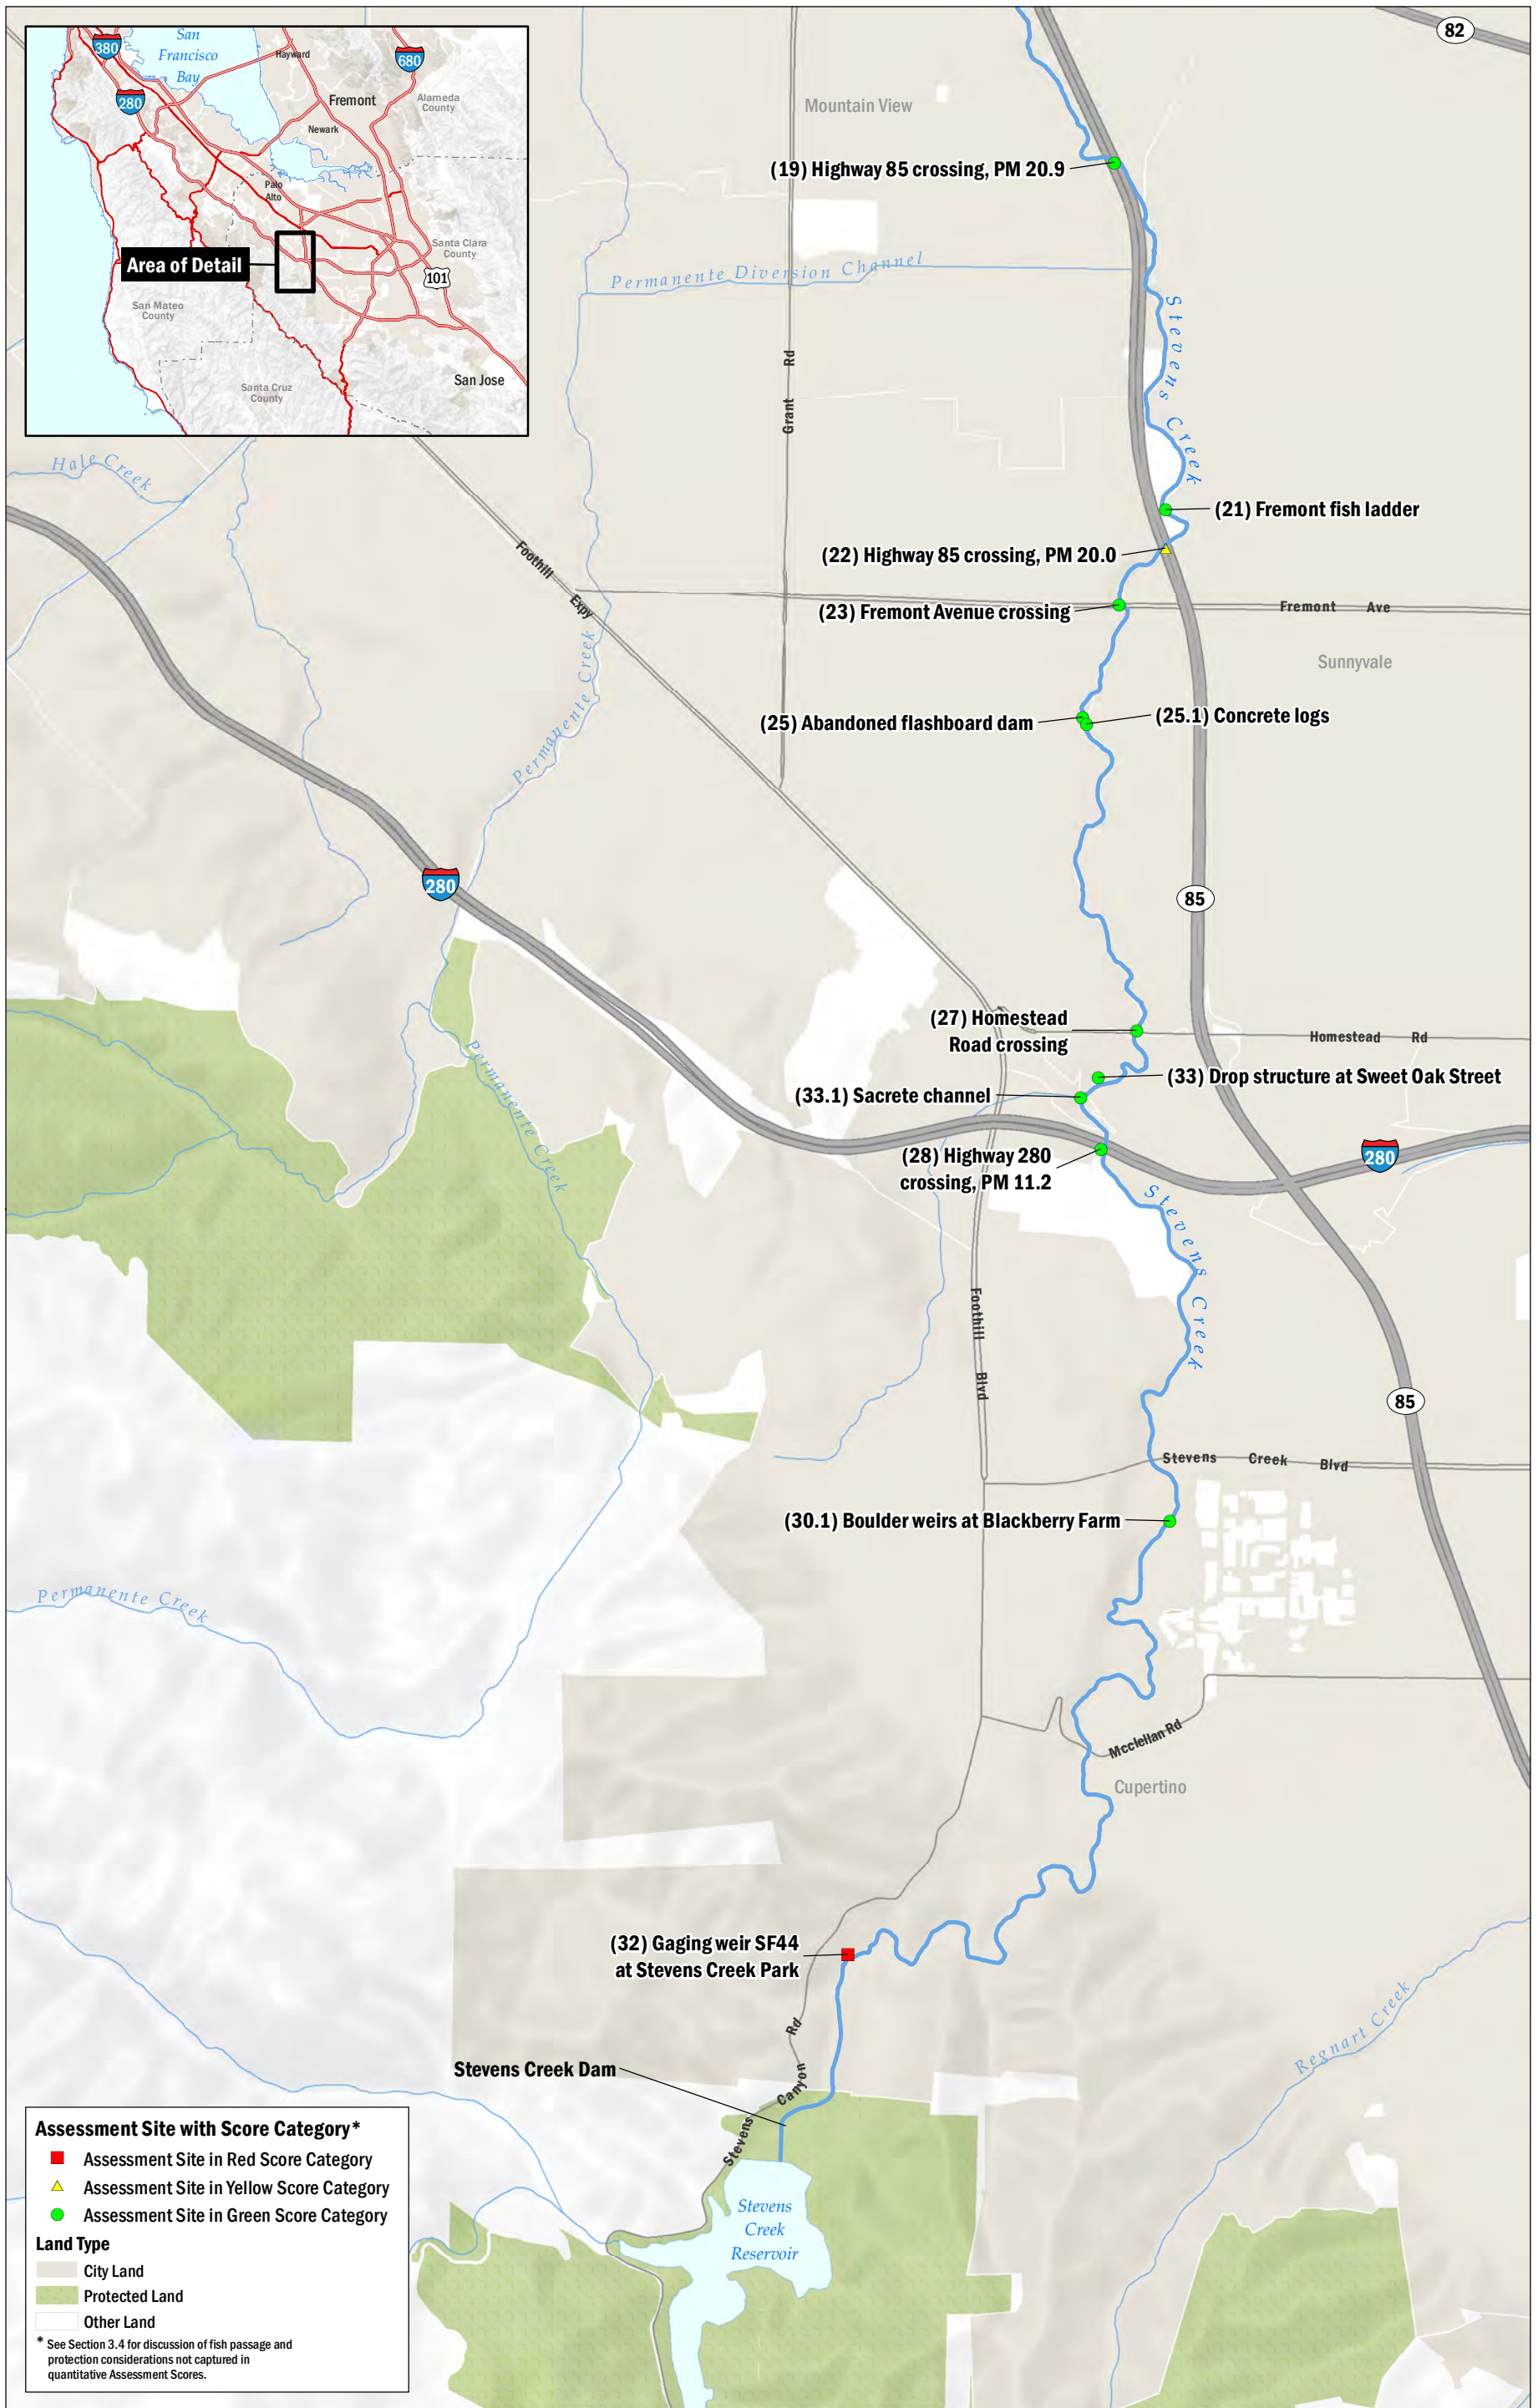 380
San
Francisco
Bay
Hayward
680
280
Fremont
Alameda
County
Newark
Palo
Alto
Area of Detail
Santa Clara
County
101
San Mateo
County
Santa Cruz
County
San Jose
82
Mountain View
(19) Highway 85 crossing, PM 20.9
Permanente Diversion Channel
Stevens Creek
Grant Rd
Hale Creek
(21) Fremont fish ladder
Foothill Expy
(22) Highway 85 crossing, PM 20.0
(23) Fremont Avenue crossing
Fremont Ave
Sunnyvale
Permanente Creek
(25) Abandoned flashboard dam
(25.1) Concrete logs
280
85
(27) Homestead
Road crossing
Homestead Rd
Permanente Creek
(33) Drop structure at Sweet Oak Street
(33.1) Sacrete channel
(28) Highway 280
crossing, PM 11.2
280
Stevens Creek
Foothill Blvd
85
Stevens Creek Blvd
(30.1) Boulder weirs at Blackberry Farm
Permanente Creek
Mcclellan Rd
Cupertino
(32) Gaging weir SF44
at Stevens Creek Park
Regnart Creek
Stevens Creek Dam
Stevens Canyon Rd
Stevens
Creek
Reservoir
Assessment Site with Score Category*
Assessment Site in Red Score Category
Assessment Site in Yellow Score Category
Assessment Site in Green Score Category
Land Type
City Land
Protected Land
Other Land
* See Section 3.4 for discussion of fish passage and
protection considerations not captured in
quantitative Assessment Scores.